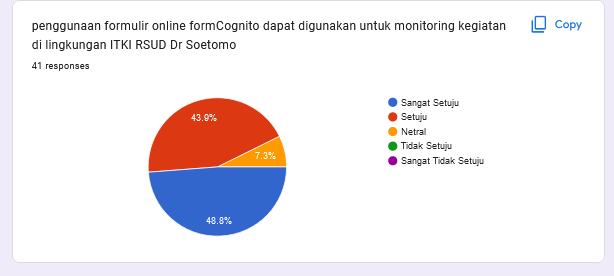 penggunaan formulir online formCognito dapat digunakan untuk monitoring kegiatan
di lingkungan ITKI RSUD Dr Soetomo
Copy
41 responses
43.9%
7.3%
48.8%
Sangat Setuju
Setuju
Netral
Tidak Setuju
Sangat Tidak Setuju